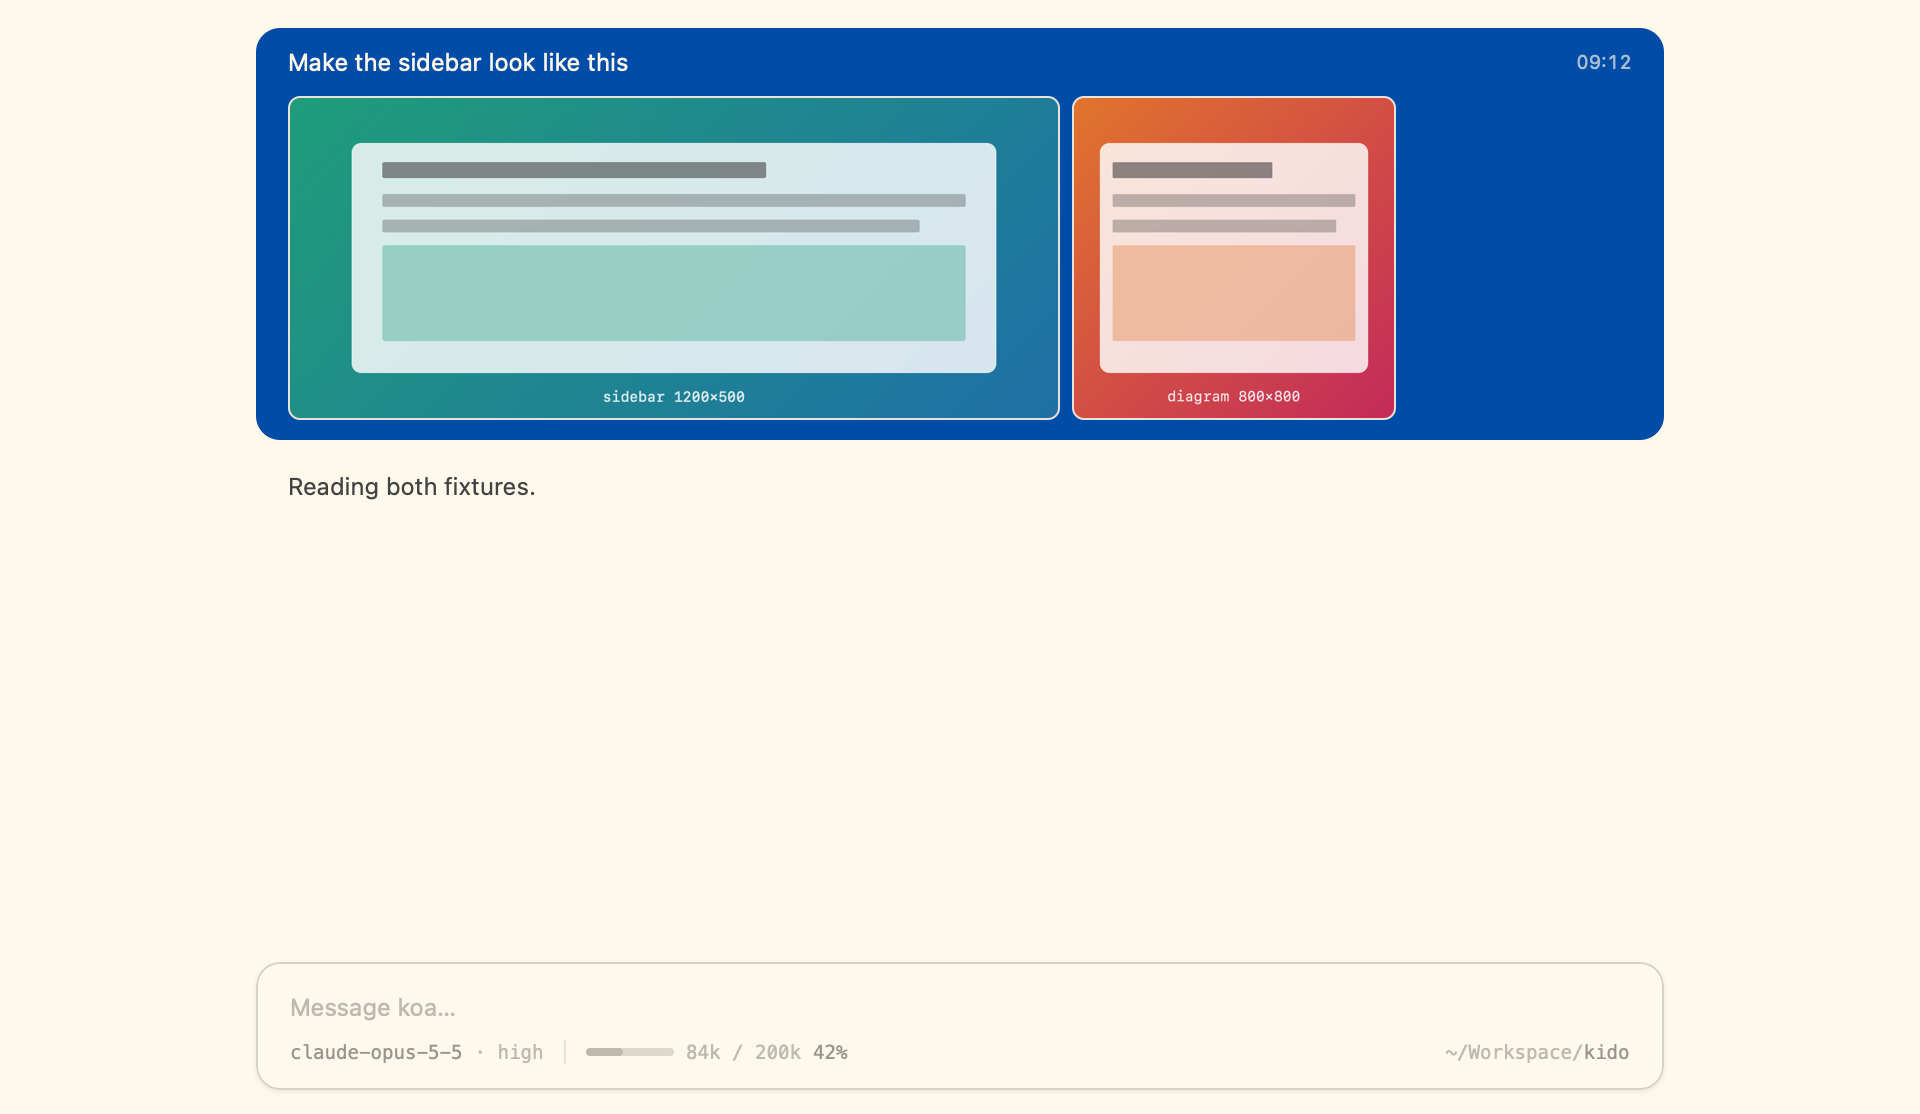 Make the sidebar look like this
09:12
sidebar 1200×500
diagram 800×800
Reading both fixtures.
Message koa…
claude-opus-5-5 · high
84k / 200k 42%
~/Workspace/kido